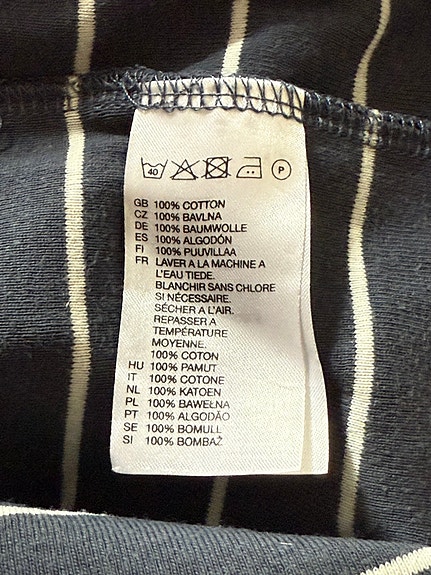 40 P
GB 100% COTTON
CZ 100% BAVLNA
DE 100% BAUMWOLLE
ES 100% ALGODÓN
FI 100% PUUVILLAA
FR LAVER A LA MACHINE A
L'EAU TIEDE.
BLANCHIR SANS CHLORE
SI NÉCESSAIRE.
SÉCHER A L'AIR.
REPASSER A
TEMPÉRATURE
MOYENNE.
100% COTON
HU 100% PAMUT
IT 100% COTONE
NL 100% KATOEN
PL 100% BAWEŁNA
PT 100% ALGODÃO
SE 100% BOMULL
SI 100% BOMBAŽ